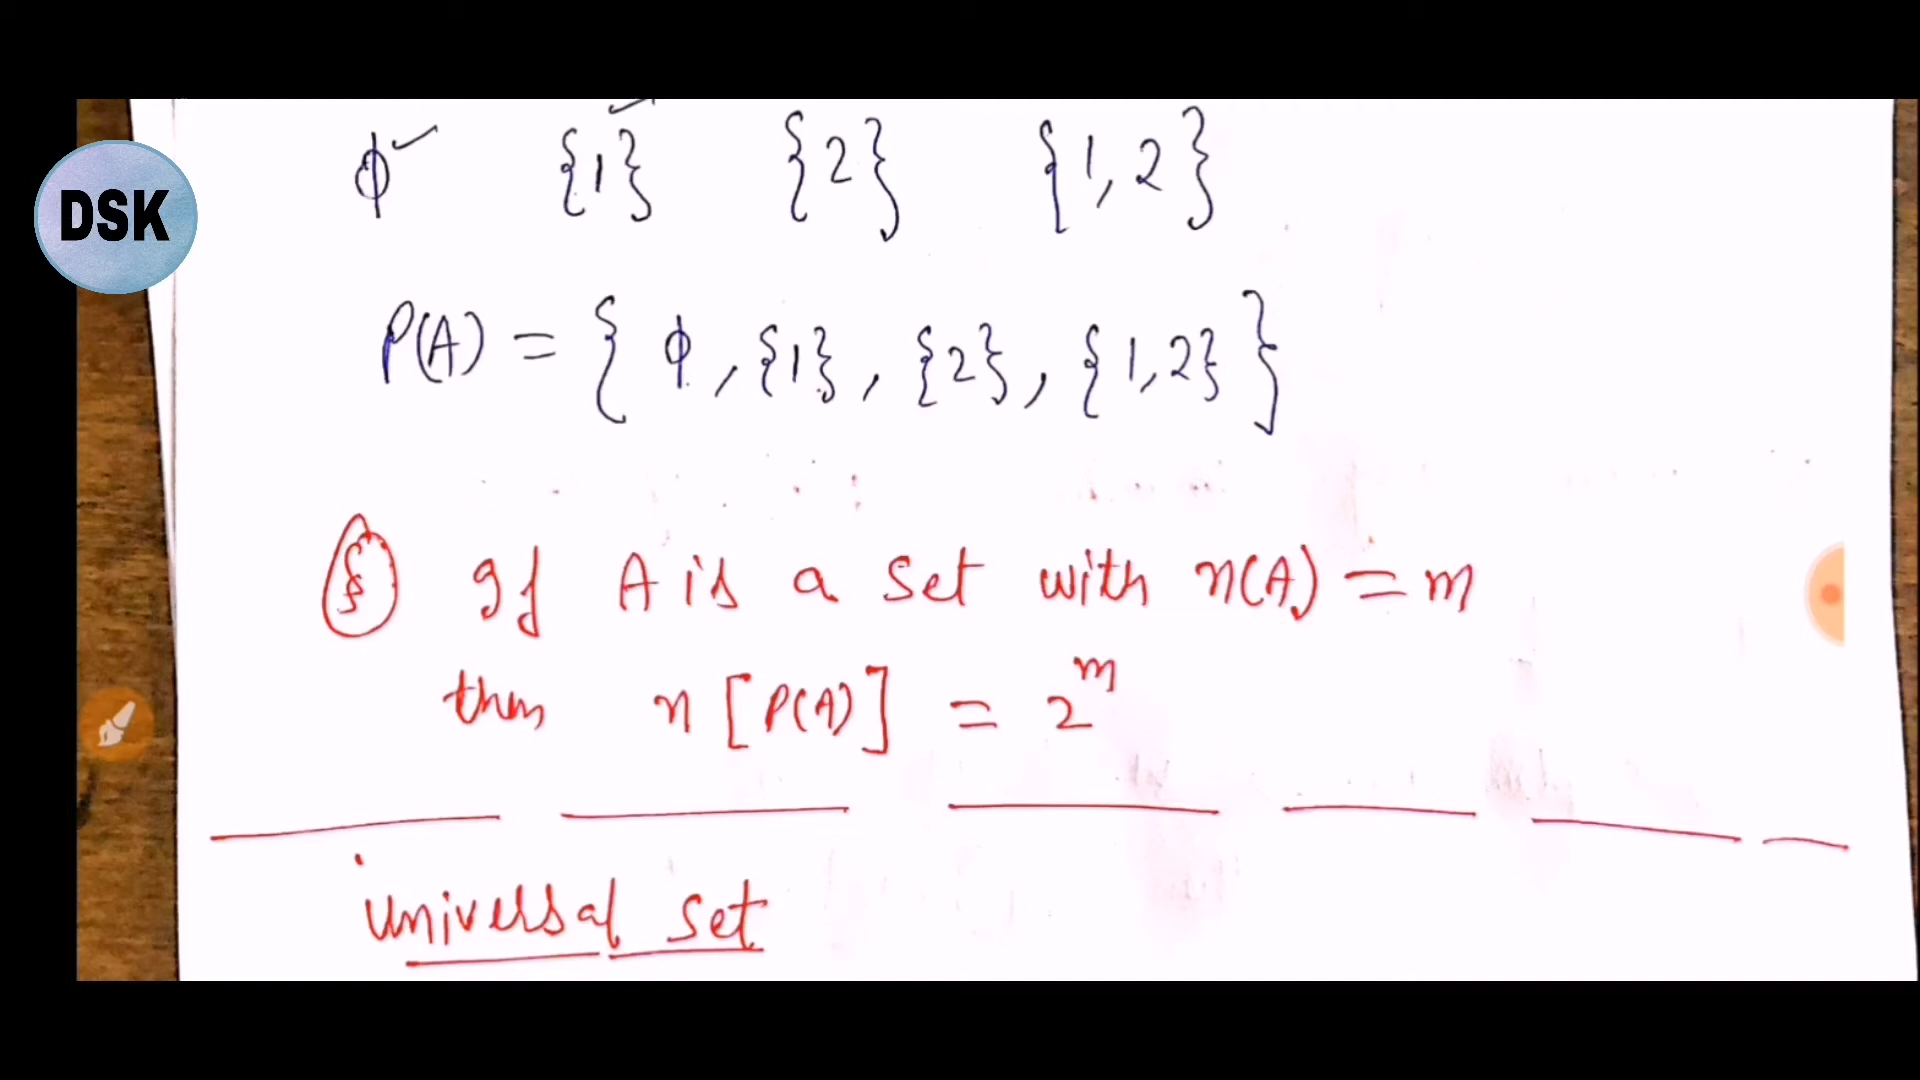 ϕ {1} {2} {1,2}
DSK
P(A) = { ϕ, {1}, {2}, {1,2} }
If A is a set with n(A) = m
then n [P(A)] = 2^m
universal set